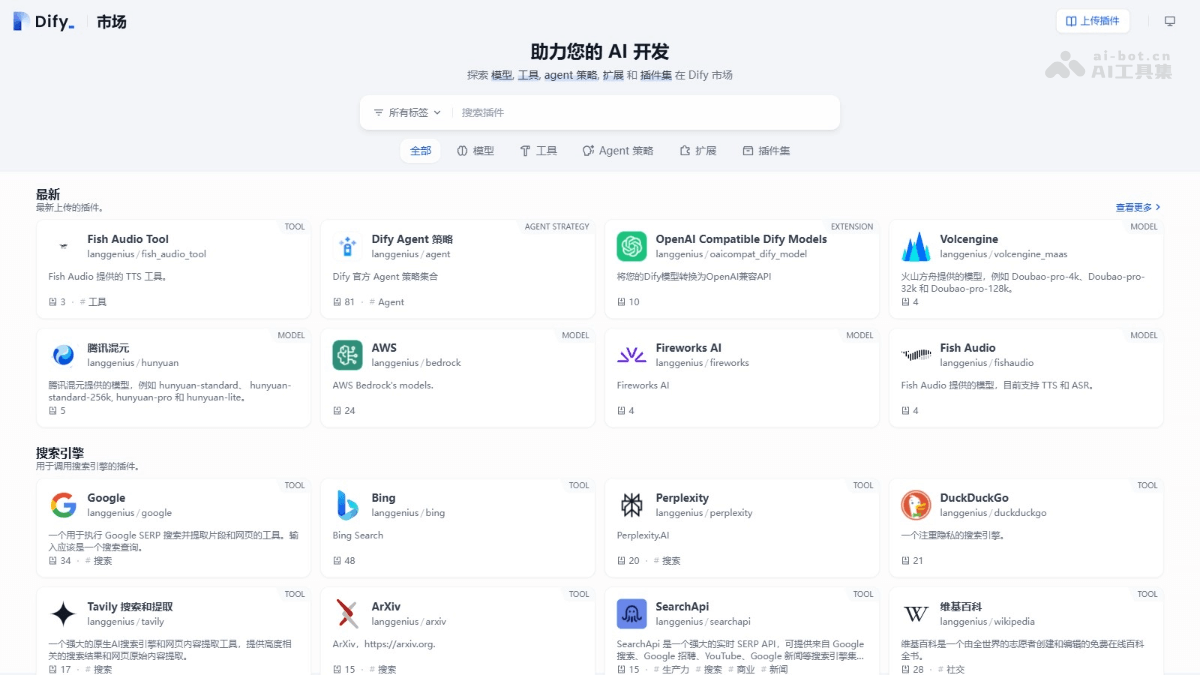 Dify_ 市场
上传插件
ai-bot.cn
AI工具集
助力您的 AI 开发
探索 模型, 工具, agent 策略, 扩展 和 插件集 在 Dify 市场
所有标签 搜索插件
全部 模型 工具 Agent 策略 扩展 插件集
最新
最新上传的插件。
查看更多
TOOL
Fish Audio Tool
langgenius / fish_audio_tool
Fish Audio 提供的 TTS 工具。
3 · # 工具
AGENT STRATEGY
Dify Agent 策略
langgenius / agent
Dify 官方 Agent 策略集合
81 · # Agent
EXTENSION
OpenAI Compatible Dify Models
langgenius / oaicompat_dify_model
将您的Dify模型转换为OpenAI兼容API
10
MODEL
Volcengine
langgenius / volcengine_maas
火山方舟提供的模型，例如 Doubao-pro-4k、Doubao-pro-
32k 和 Doubao-pro-128k。
4
MODEL
腾讯混元
langgenius / hunyuan
腾讯混元提供的模型，例如 hunyuan-standard、 hunyuan-
standard-256k, hunyuan-pro 和 hunyuan-lite。
5
MODEL
AWS
langgenius / bedrock
AWS Bedrock's models.
24
MODEL
Fireworks AI
langgenius / fireworks
Fireworks AI
4
MODEL
Fish Audio
langgenius / fishaudio
Fish Audio 提供的模型，目前支持 TTS 和 ASR。
4
搜索引擎
用于调用搜索引擎的插件。
TOOL
Google
langgenius / google
一个用于执行 Google SERP 搜索并提取片段和网页的工具。输
入应该是一个搜索查询。
34 · # 搜索
TOOL
Bing
langgenius / bing
Bing Search
48
TOOL
Perplexity
langgenius / perplexity
Perplexity.AI
20 · # 搜索
TOOL
DuckDuckGo
langgenius / duckduckgo
一个注重隐私的搜索引擎。
21
TOOL
Tavily 搜索和提取
langgenius / tavily
一个强大的原生AI搜索引擎和网页内容提取工具，提供高度相
关的搜索结果和网页原始内容提取。
17 · # 搜索
TOOL
ArXiv
langgenius / arxiv
ArXiv，https://arxiv.org.
15 · # 搜索
TOOL
SearchApi
langgenius / searchapi
SearchApi 是一个强大的实时 SERP API，可提供来自 Google
搜索、Google 招聘、YouTube、Google 新闻等搜索引擎集...
15 · # 生产力 # 搜索 # 商业 # 新闻
TOOL
维基百科
langgenius / wikipedia
维基百科是一个由全世界的志愿者创建和编辑的免费在线百科
全书。
28 · # 社交